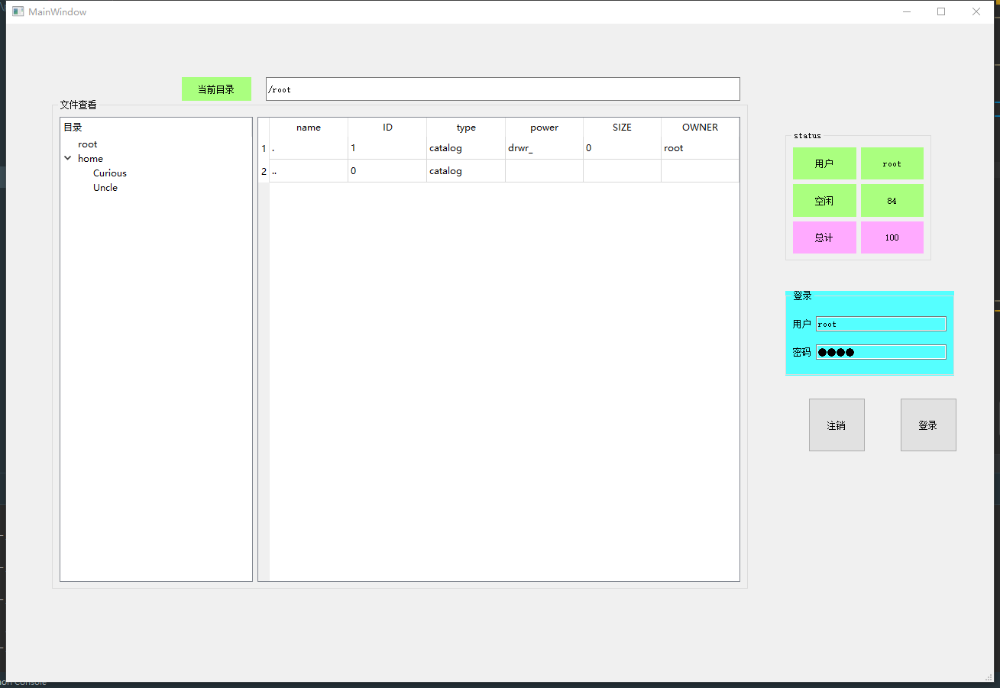 MainWindow
当前目录 /root
文件查看
目录
root
home
Curious
Uncle
name ID type power SIZE OWNER
1 . 1 catalog drwr_ 0 root
2 .. 0 catalog
status
用户 root
空闲 84
总计 100
登录
用户 root
密码 ●●●●
注销 登录